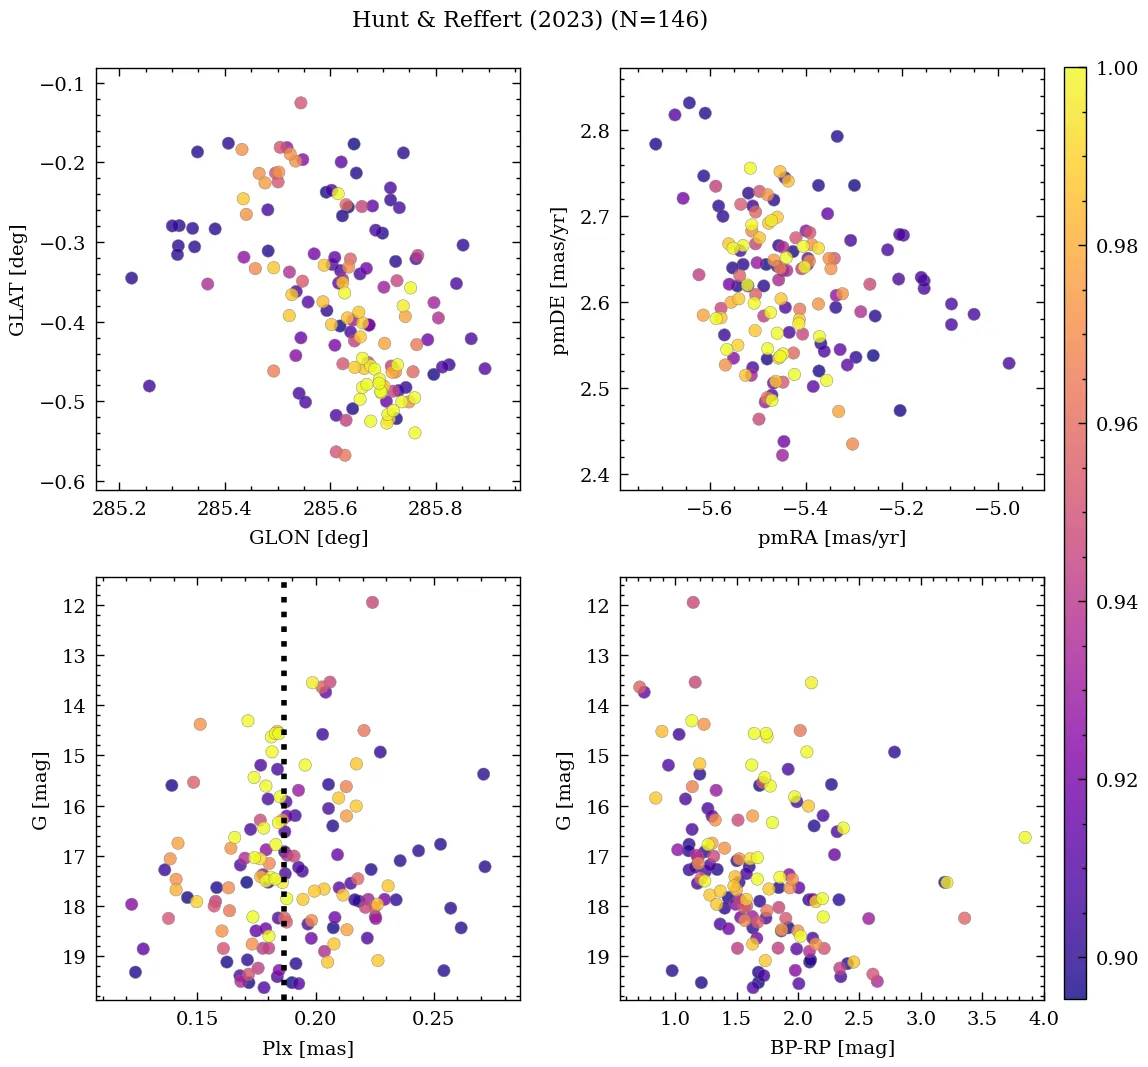 Hunt & Reffert (2023) (N=146)
−0.1
−0.2
−0.3
−0.4
−0.5
−0.6
GLAT [deg]
285.2 285.4 285.6 285.8
GLON [deg]
2.8
2.7
2.6
2.5
2.4
pmDE [mas/yr]
−5.6 −5.4 −5.2 −5.0
pmRA [mas/yr]
12
13
14
15
16
17
18
19
G [mag]
0.15 0.20 0.25
Plx [mas]
12
13
14
15
16
17
18
19
G [mag]
1.0 1.5 2.0 2.5 3.0 3.5 4.0
BP-RP [mag]
1.00
0.98
0.96
0.94
0.92
0.90